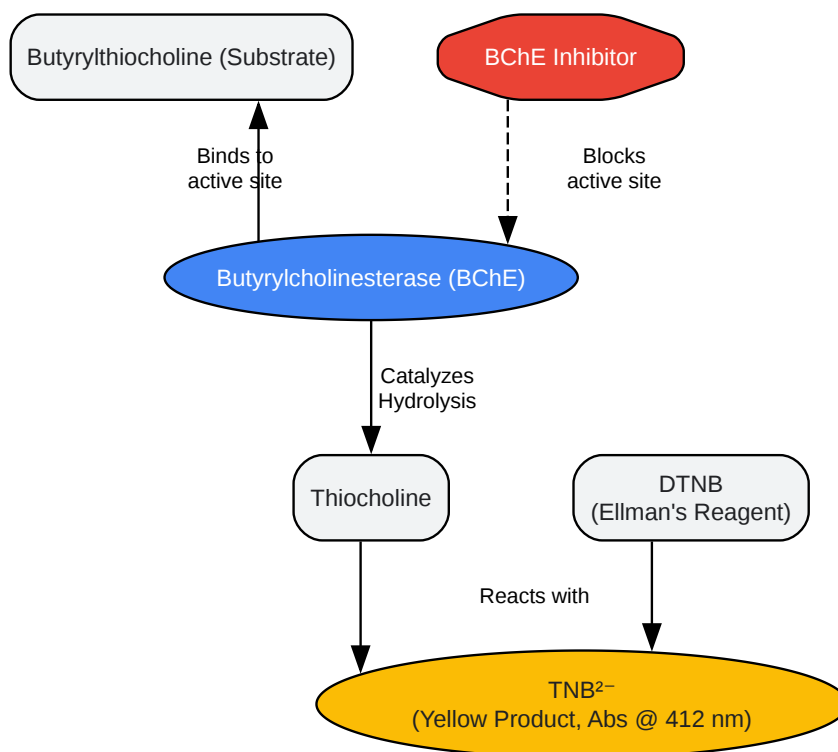 Butyrylthiocholine (Substrate)
BChE Inhibitor
Binds to
active site
Blocks
active site
Butyrylcholinesterase (BChE)
Catalyzes
Hydrolysis
Thiocholine
DTNB
(Ellman's Reagent)
Reacts with
TNB²⁻
(Yellow Product, Abs @ 412 nm)